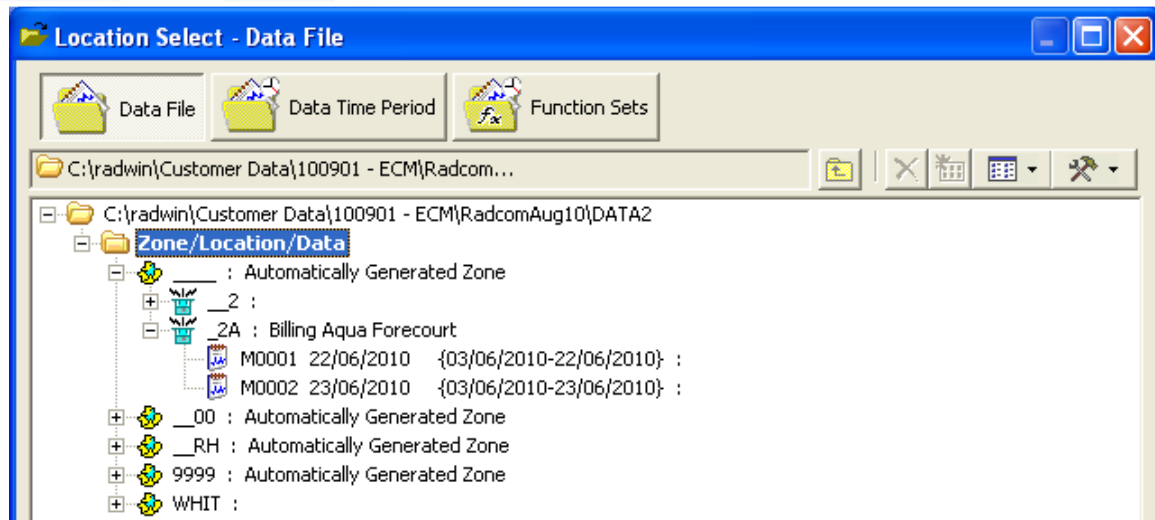 Location Select - Data File
Data File Data Time Period Function Sets
fx
C:\radwin\Customer Data\100901 - ECM\Radcom...
C:\radwin\Customer Data\100901 - ECM\RadcomAug10\DATA2
Zone/Location/Data
____ : Automatically Generated Zone
__2 :
_2A : Billing Aqua Forecourt
M0001 22/06/2010 {03/06/2010-22/06/2010} :
M0002 23/06/2010 {03/06/2010-23/06/2010} :
__00 : Automatically Generated Zone
__RH : Automatically Generated Zone
9999 : Automatically Generated Zone
WHIT :